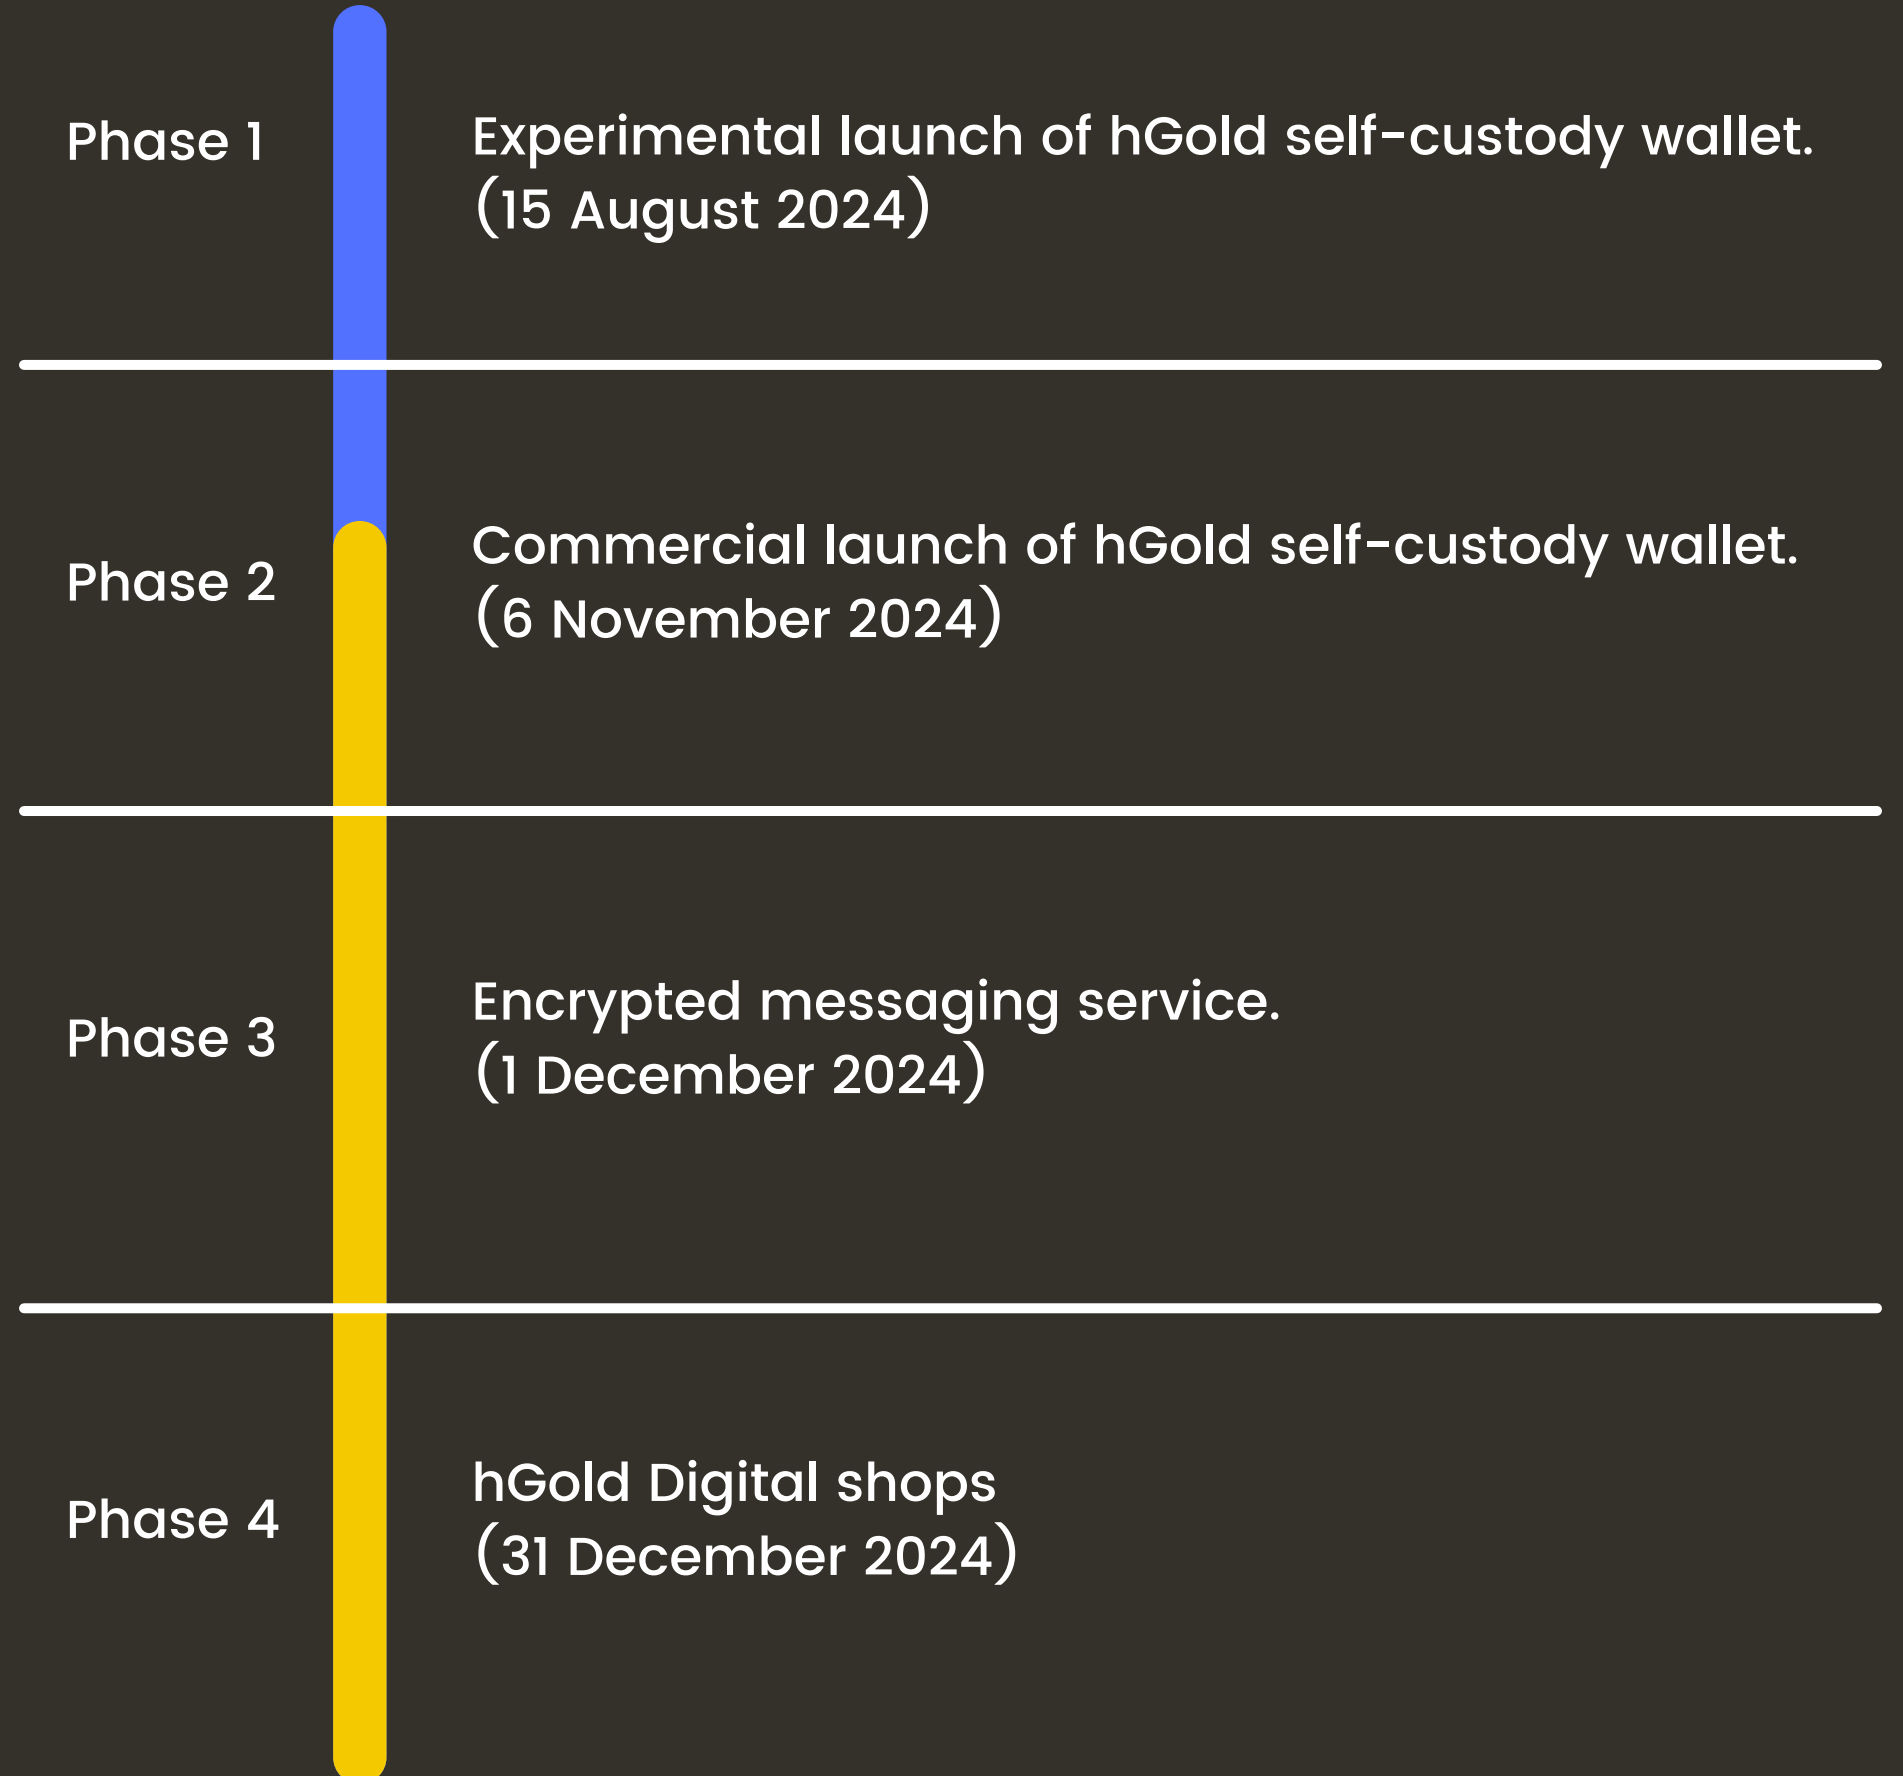 Phase 1
Experimental launch of hGold self-custody wallet.
(15 August 2024)
Phase 2
Commercial launch of hGold self-custody wallet.
(6 November 2024)
Phase 3
Encrypted messaging service.
(1 December 2024)
Phase 4
hGold Digital shops
(31 December 2024)